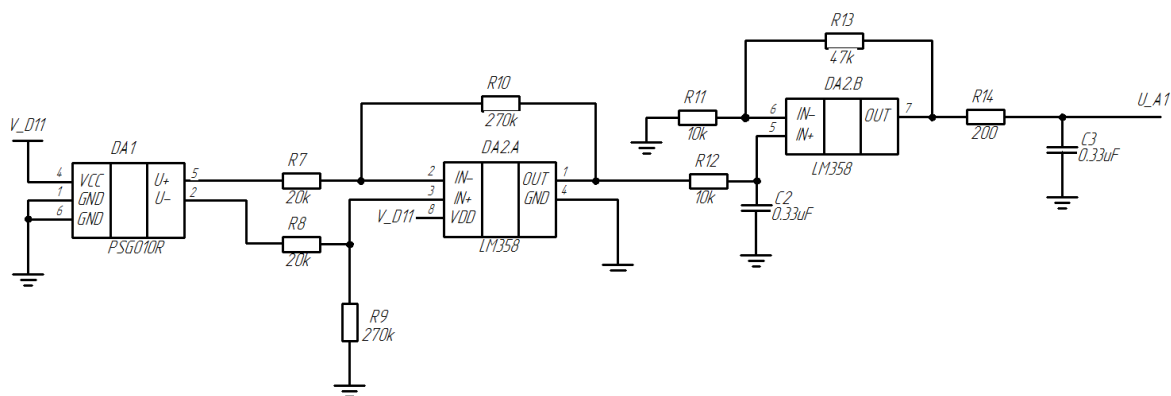 V_D11
DA1
4 VCC U+ 5
1 GND U- 2
6 GND
PSG010R
R7
20k
R8
20k
R9
270k
R10
270k
DA2.A
2 IN- OUT 1
3 IN+ GND 4
V_D11 8 VDD
LM358
R11
10k
R12
10k
C2
0.33uF
R13
47k
DA2.B
6 IN- OUT 7
5 IN+
LM358
R14
200
U_A1
C3
0.33uF